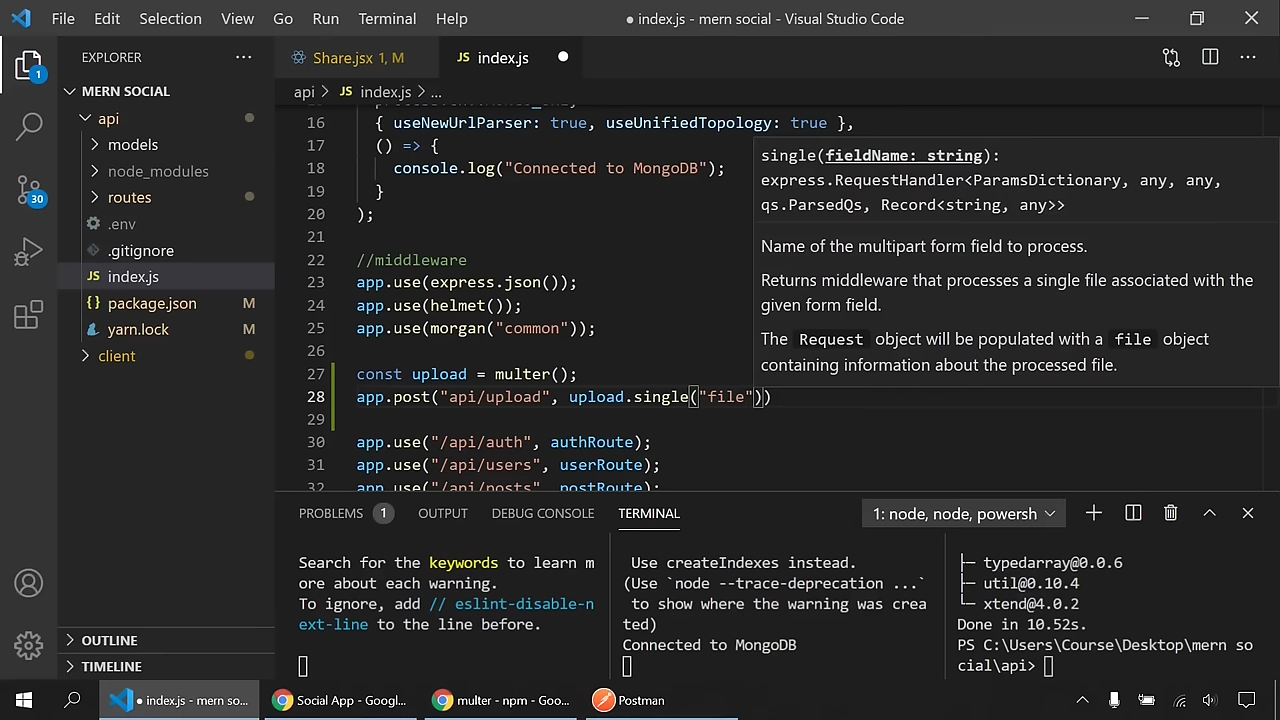 File Edit Selection View Go Run Terminal Help
● index.js - mern social - Visual Studio Code
EXPLORER ···
Share.jsx 1, M
JS index.js
1
MERN SOCIAL
api > JS index.js > ...
api
models
node_modules
routes
.env
.gitignore
JS index.js
{} package.json M
yarn.lock M
client
30
16 { useNewUrlParser: true, useUnifiedTopology: true },
17 () => {
18 console.log("Connected to MongoDB");
19 }
20 );
21
22 //middleware
23 app.use(express.json());
24 app.use(helmet());
25 app.use(morgan("common"));
26
27 const upload = multer();
28 app.post("api/upload", upload.single("file"))
29
30 app.use("/api/auth", authRoute);
31 app.use("/api/users", userRoute);
32 app.use("/api/posts", postRoute);
single(fieldName: string):
express.RequestHandler<ParamsDictionary, any, any,
qs.ParsedQs, Record<string, any>>
Name of the multipart form field to process.
Returns middleware that processes a single file associated with the
given form field.
The Request object will be populated with a file object
containing information about the processed file.
PROBLEMS 1 OUTPUT DEBUG CONSOLE TERMINAL
1: node, node, powersh
Search for the keywords to learn m
ore about each warning.
To ignore, add // eslint-disable-n
ext-line to the line before.
Use createIndexes instead.
(Use `node --trace-deprecation ...`
to show where the warning was crea
ted)
Connected to MongoDB
├─ typedarray@0.0.6
├─ util@0.10.4
└─ xtend@4.0.2
Done in 10.52s.
PS C:\Users\Course\Desktop\mern so
cial\api>
OUTLINE
TIMELINE
● index.js - mern so...
Social App - Googl...
multer - npm - Goo...
Postman